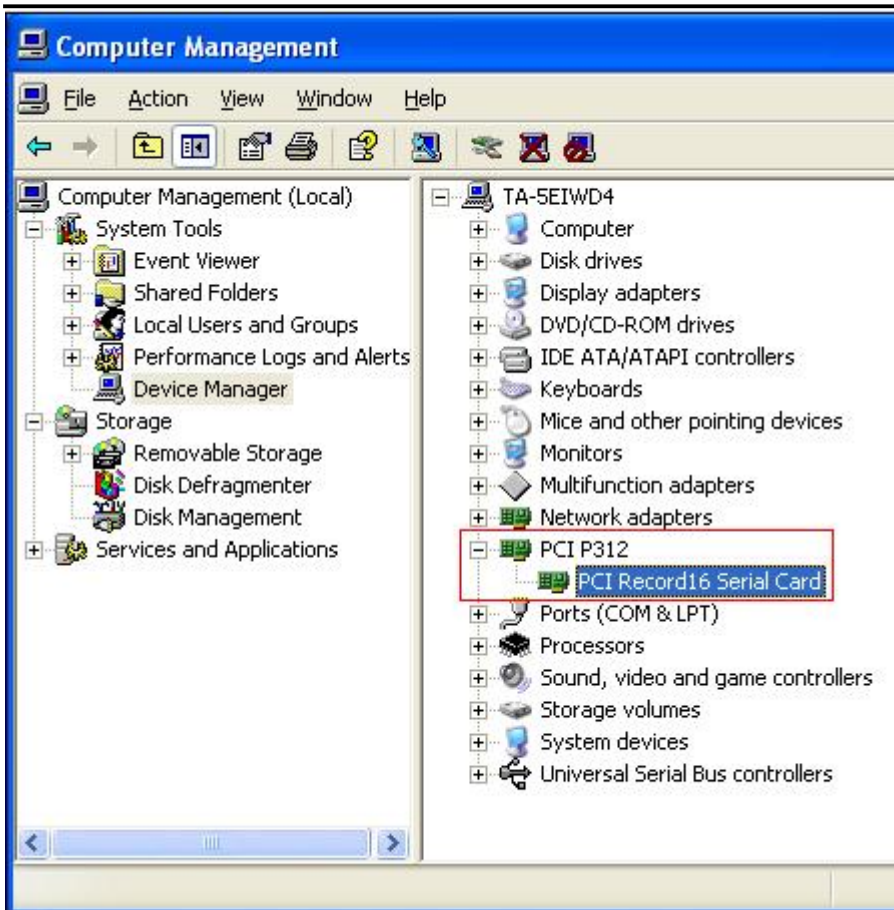 Computer Management
File Action View Window Help
Computer Management (Local)
System Tools
Event Viewer
Shared Folders
Local Users and Groups
Performance Logs and Alerts
Device Manager
Storage
Removable Storage
Disk Defragmenter
Disk Management
Services and Applications
TA-5EIWD4
Computer
Disk drives
Display adapters
DVD/CD-ROM drives
IDE ATA/ATAPI controllers
Keyboards
Mice and other pointing devices
Monitors
Multifunction adapters
Network adapters
PCI P312
PCI Record16 Serial Card
Ports (COM & LPT)
Processors
Sound, video and game controllers
Storage volumes
System devices
Universal Serial Bus controllers